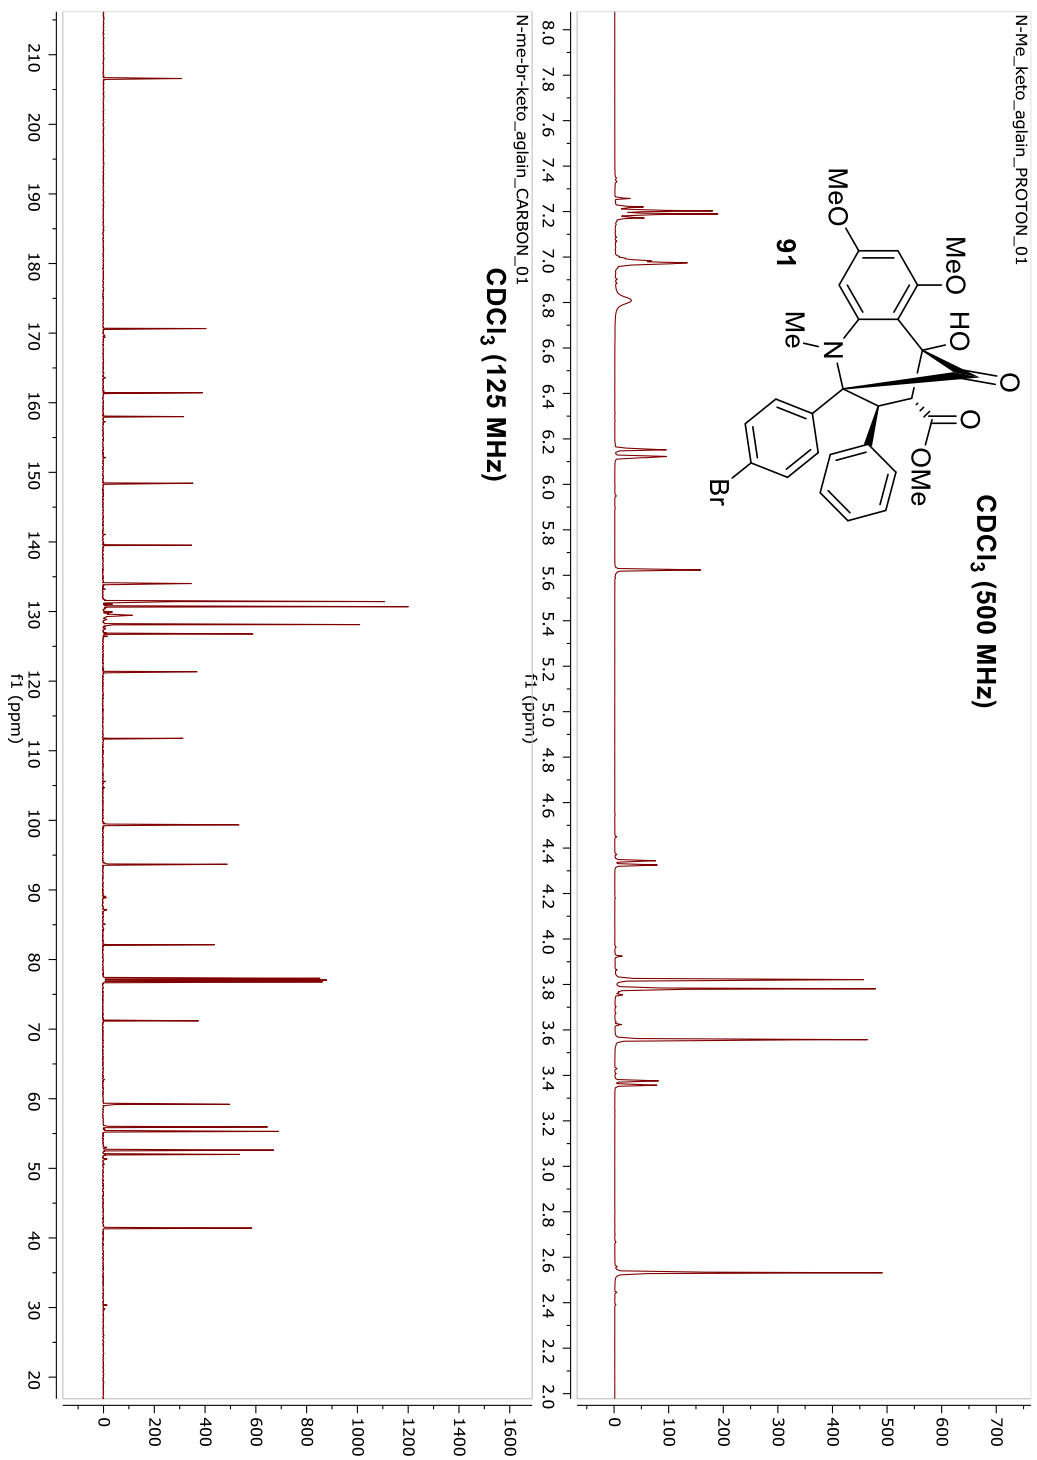 N-Me_keto_aglain_PROTON_01
CDCl3 (500 MHz)
MeO
HO
O
O
OMe
MeO
N
Me
Br
91
8.0 7.8 7.6 7.4 7.2 7.0 6.8 6.6 6.4 6.2 6.0 5.8 5.6 5.4 5.2 5.0 4.8 4.6 4.4 4.2 4.0 3.8 3.6 3.4 3.2 3.0 2.8 2.6 2.4 2.2 2.0
f1 (ppm)
700
600
500
400
300
200
100
0
N-me-br-keto_aglain_CARBON_01
CDCl3 (125 MHz)
210 200 190 180 170 160 150 140 130 120 110 100 90 80 70 60 50 40 30 20
f1 (ppm)
1600
1400
1200
1000
800
600
400
200
0